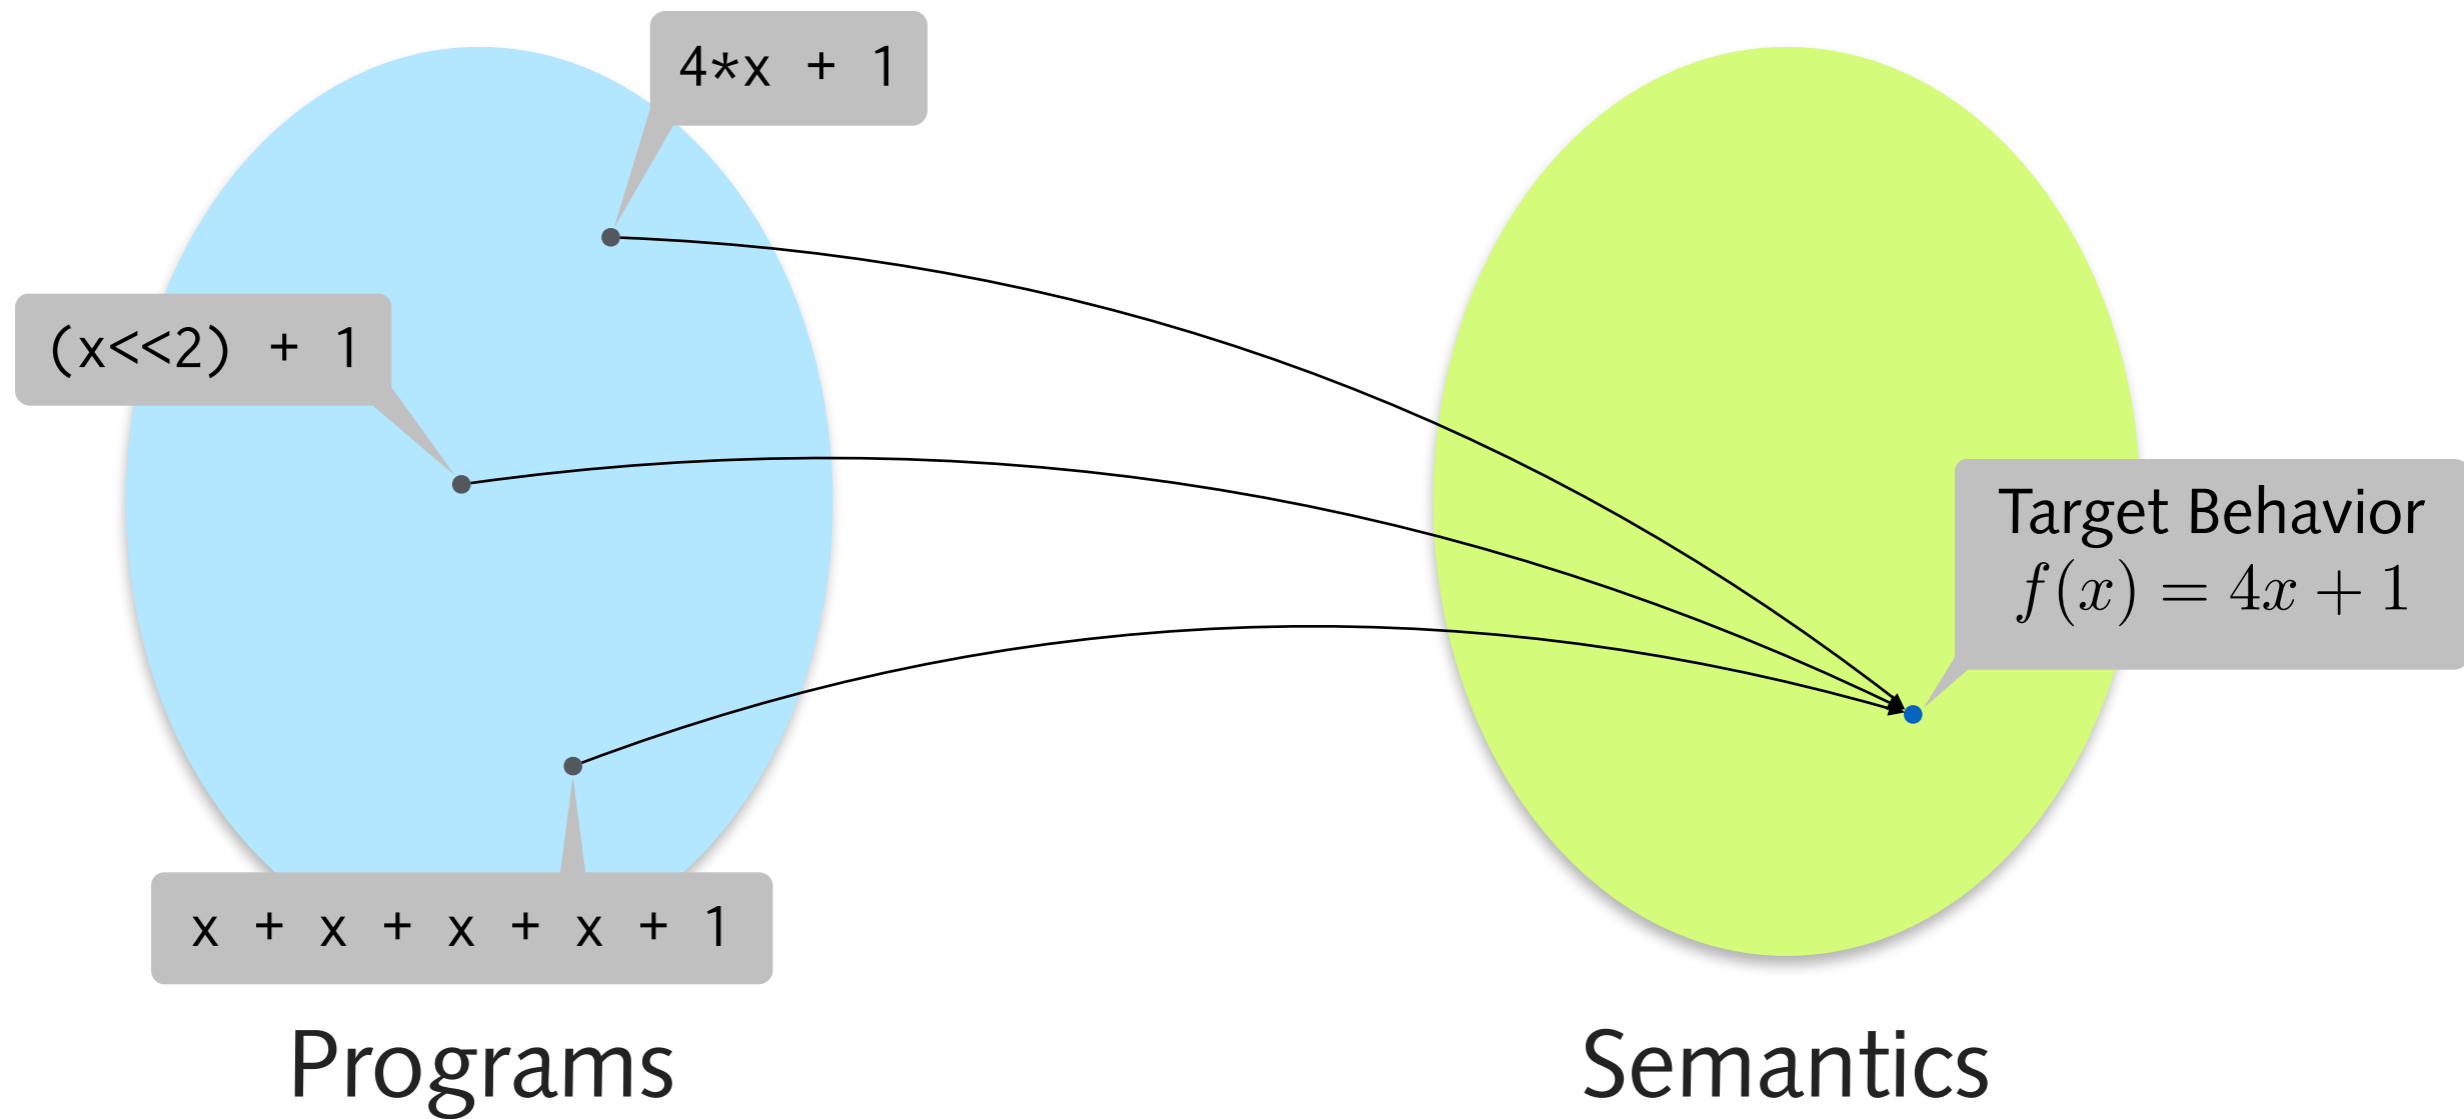 4*x + 1
(x<<2) + 1
Target Behavior
f(x) = 4x + 1
x + x + x + x + 1
Programs
Semantics